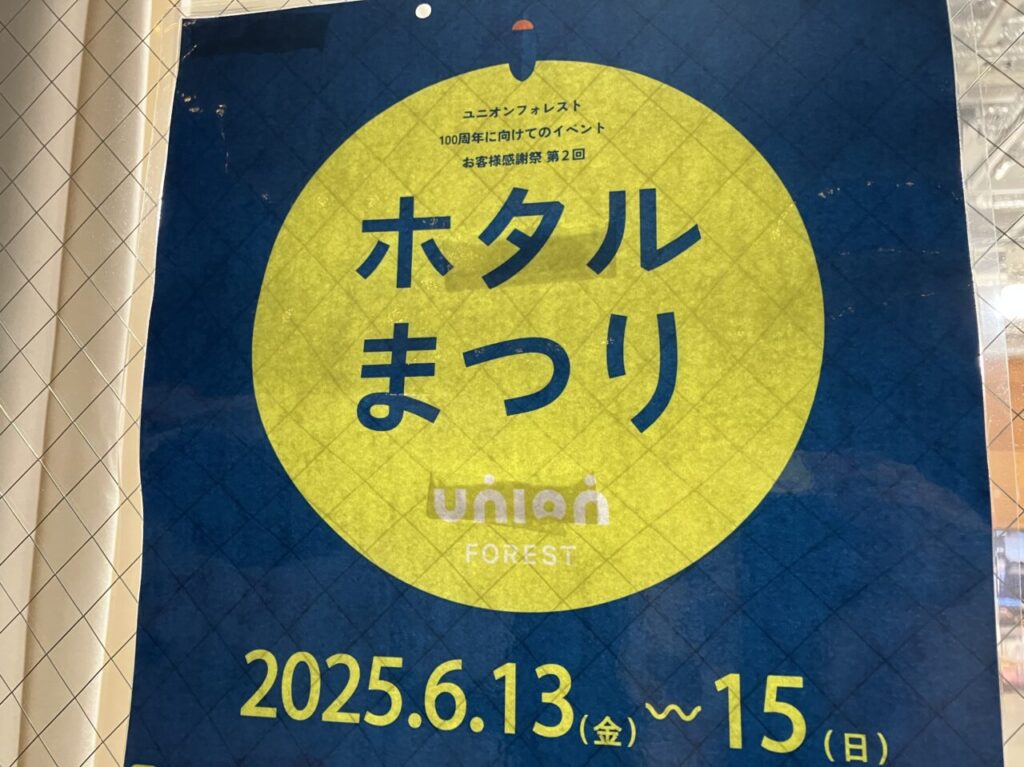 ユニオンフォレスト
100周年に向けてのイベント
お客様感謝祭 第2回
ホタル
まつり
union
FOREST
2025.6.13(金)〜15(日)